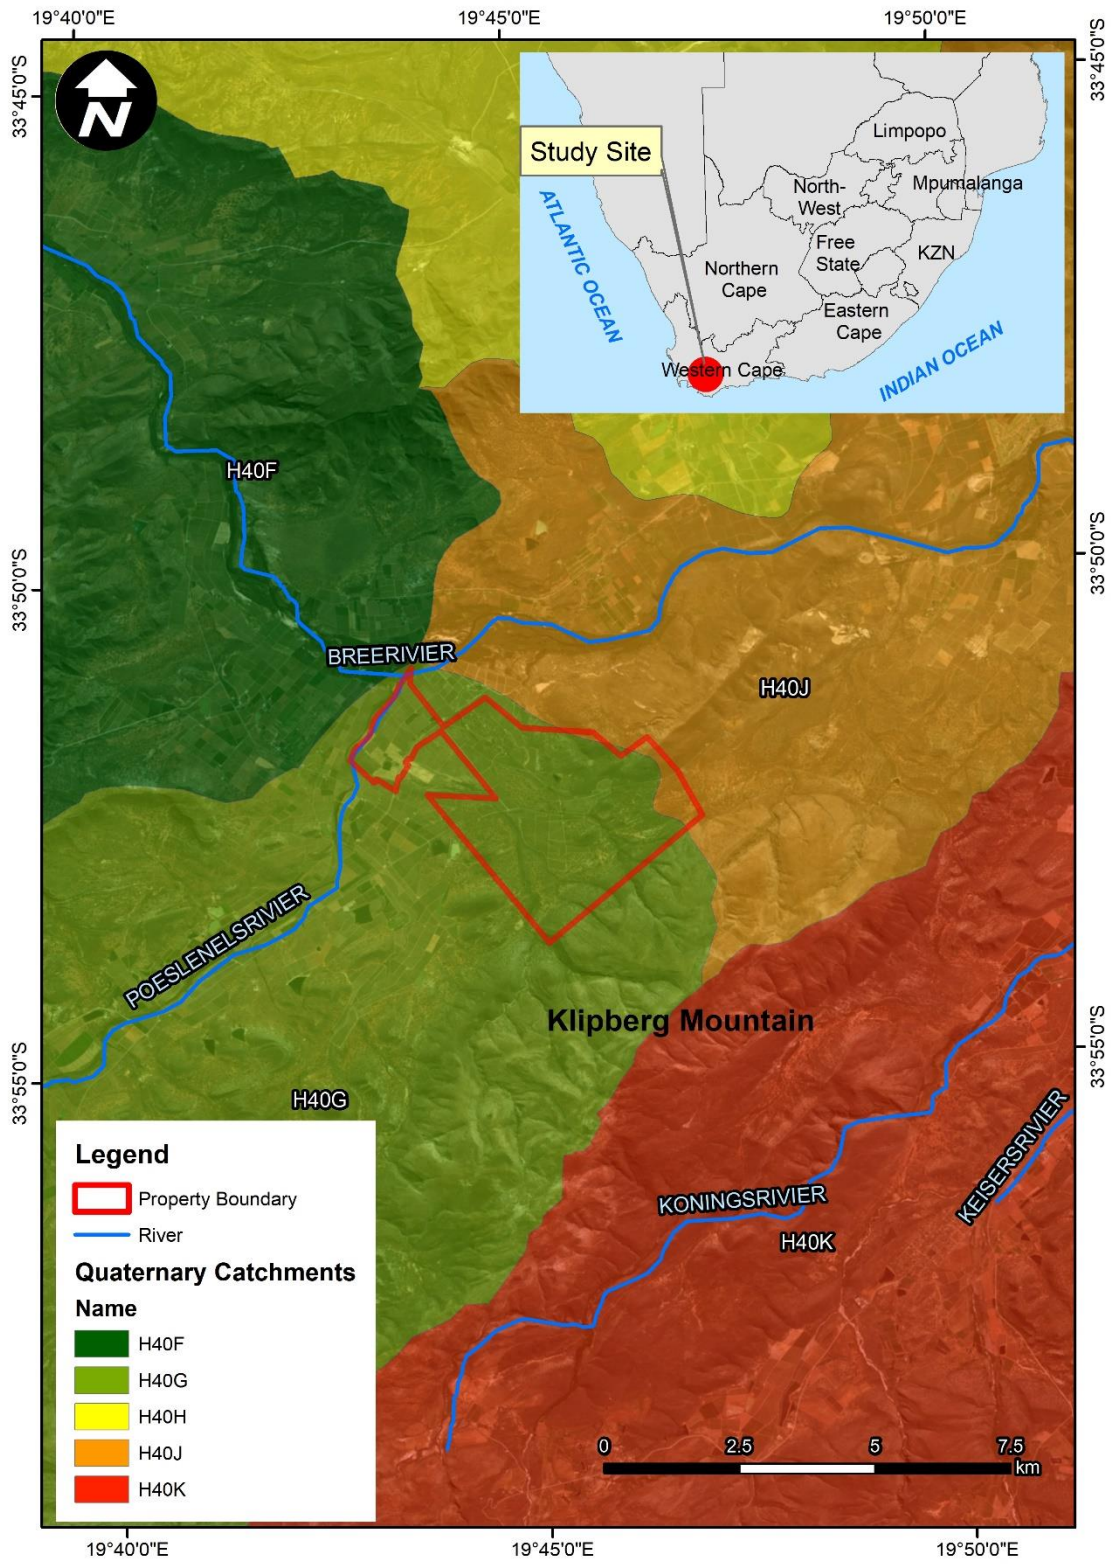 19°40'0"E
19°45'0"E
19°50'0"E
33°45'0"S
33°45'0"S
N
Study Site
Limpopo
North-
West
Mpumalanga
ATLANTIC OCEAN
Free
State
KZN
Northern
Cape
Eastern
Cape
Western Cape
INDIAN OCEAN
H40F
33°50'0"S
33°50'0"S
BREERIVIER
H40J
POESLENELSRIVIER
Klipberg Mountain
33°55'0"S
33°55'0"S
H40G
KEISERSRIVIER
KONINGSRIVIER
H40K
Legend
Property Boundary
River
Quaternary Catchments
Name
H40F
H40G
H40H
H40J
H40K
0
2.5
5
7.5
km
19°40'0"E
19°45'0"E
19°50'0"E